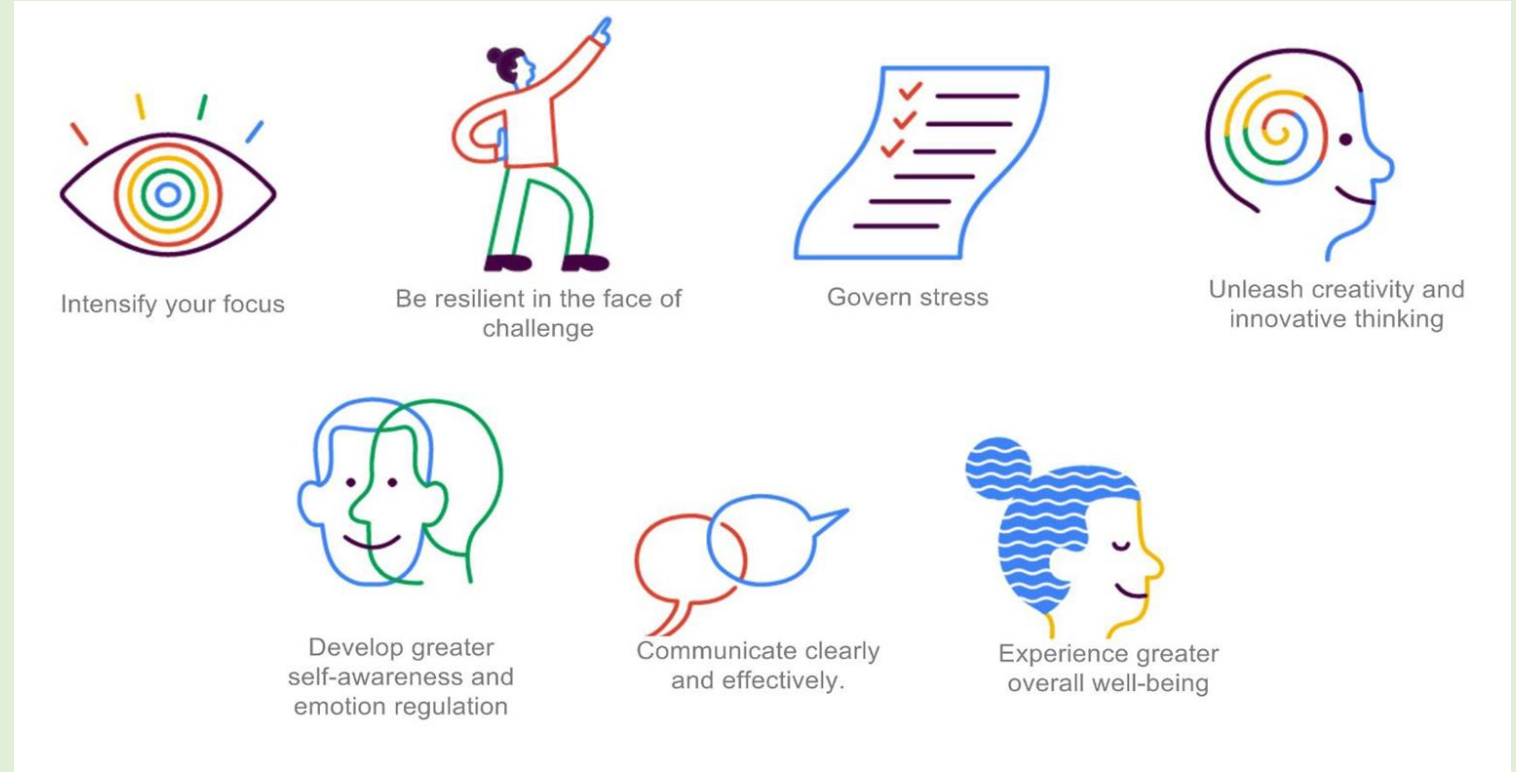 Intensify your focus
Be resilient in the face of
challenge
Govern stress
Unleash creativity and
innovative thinking
Develop greater
self-awareness and
emotion regulation
Communicate clearly
and effectively.
Experience greater
overall well-being